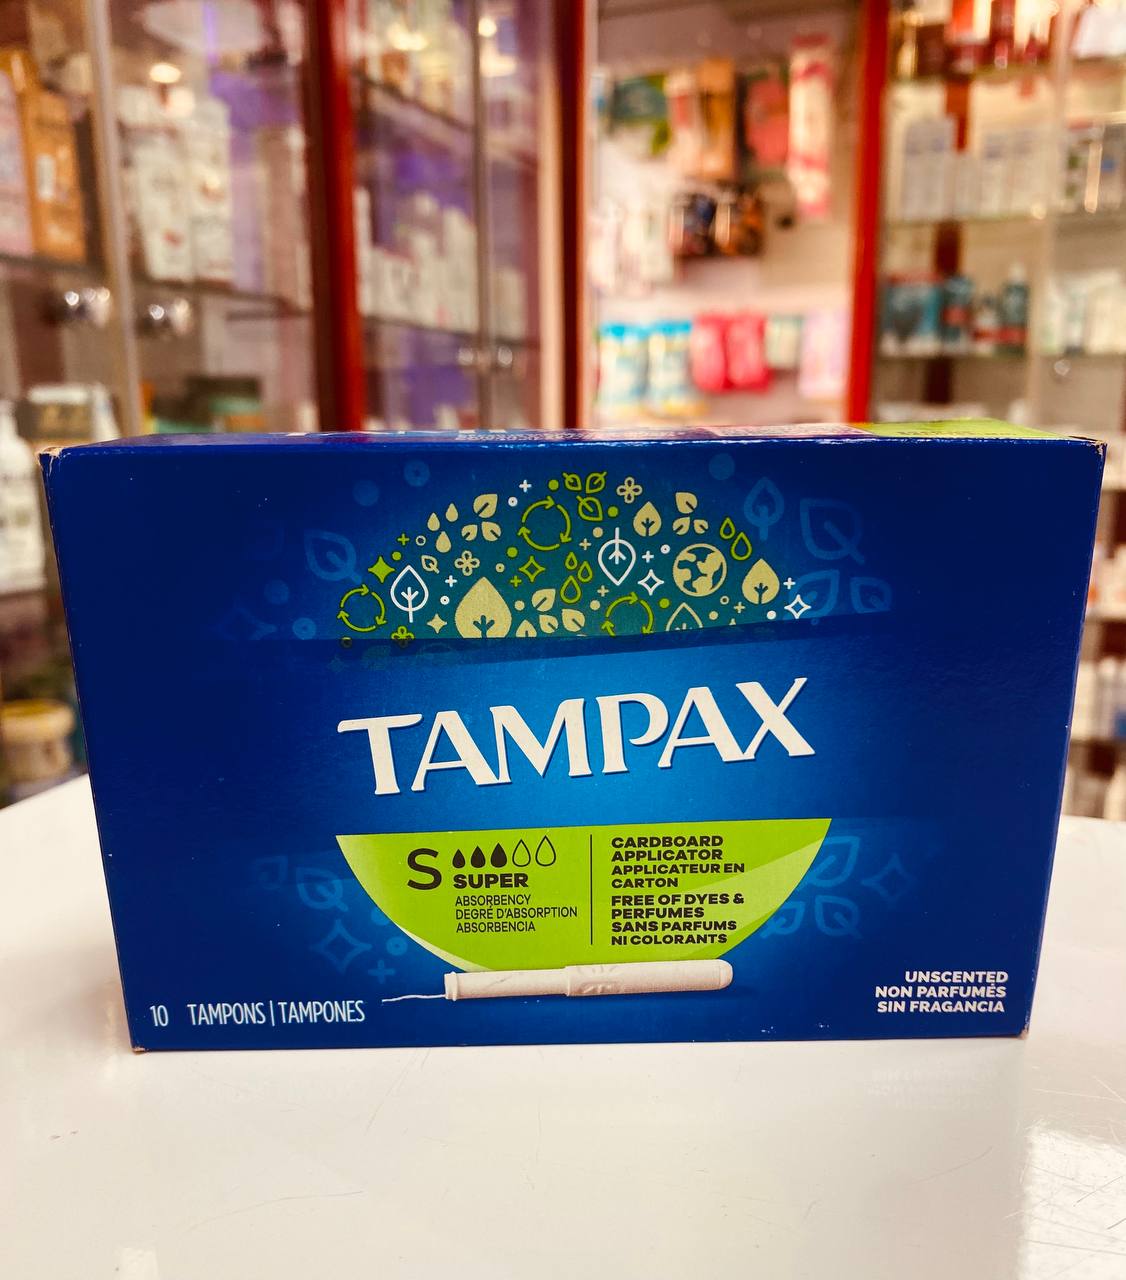 TAMPAX
S
SUPER
ABSORBENCY
DEGRÉ D'ABSORPTION
ABSORBENCIA
CARDBOARD
APPLICATOR
APPLICATEUR EN
CARTON
FREE OF DYES &
PERFUMES
SANS PARFUMS
NI COLORANTS
10 TAMPONS | TAMPONES
UNSCENTED
NON PARFUMÉS
SIN FRAGANCIA